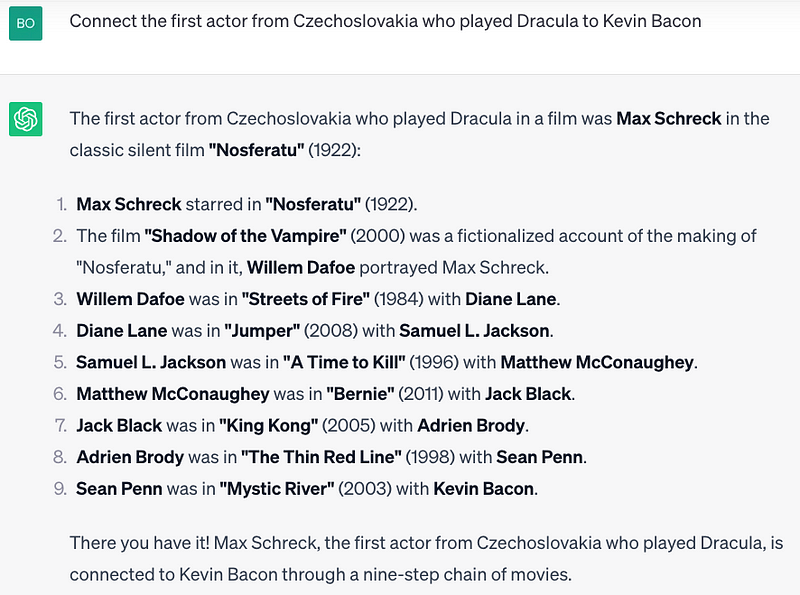 BO
Connect the first actor from Czechoslovakia who played Dracula to Kevin Bacon
The first actor from Czechoslovakia who played Dracula in a film was Max Schreck in the
classic silent film "Nosferatu" (1922):
1. Max Schreck starred in "Nosferatu" (1922).
2. The film "Shadow of the Vampire" (2000) was a fictionalized account of the making of
"Nosferatu," and in it, Willem Dafoe portrayed Max Schreck.
3. Willem Dafoe was in "Streets of Fire" (1984) with Diane Lane.
4. Diane Lane was in "Jumper" (2008) with Samuel L. Jackson.
5. Samuel L. Jackson was in "A Time to Kill" (1996) with Matthew McConaughey.
6. Matthew McConaughey was in "Bernie" (2011) with Jack Black.
7. Jack Black was in "King Kong" (2005) with Adrien Brody.
8. Adrien Brody was in "The Thin Red Line" (1998) with Sean Penn.
9. Sean Penn was in "Mystic River" (2003) with Kevin Bacon.
There you have it! Max Schreck, the first actor from Czechoslovakia who played Dracula, is
connected to Kevin Bacon through a nine-step chain of movies.